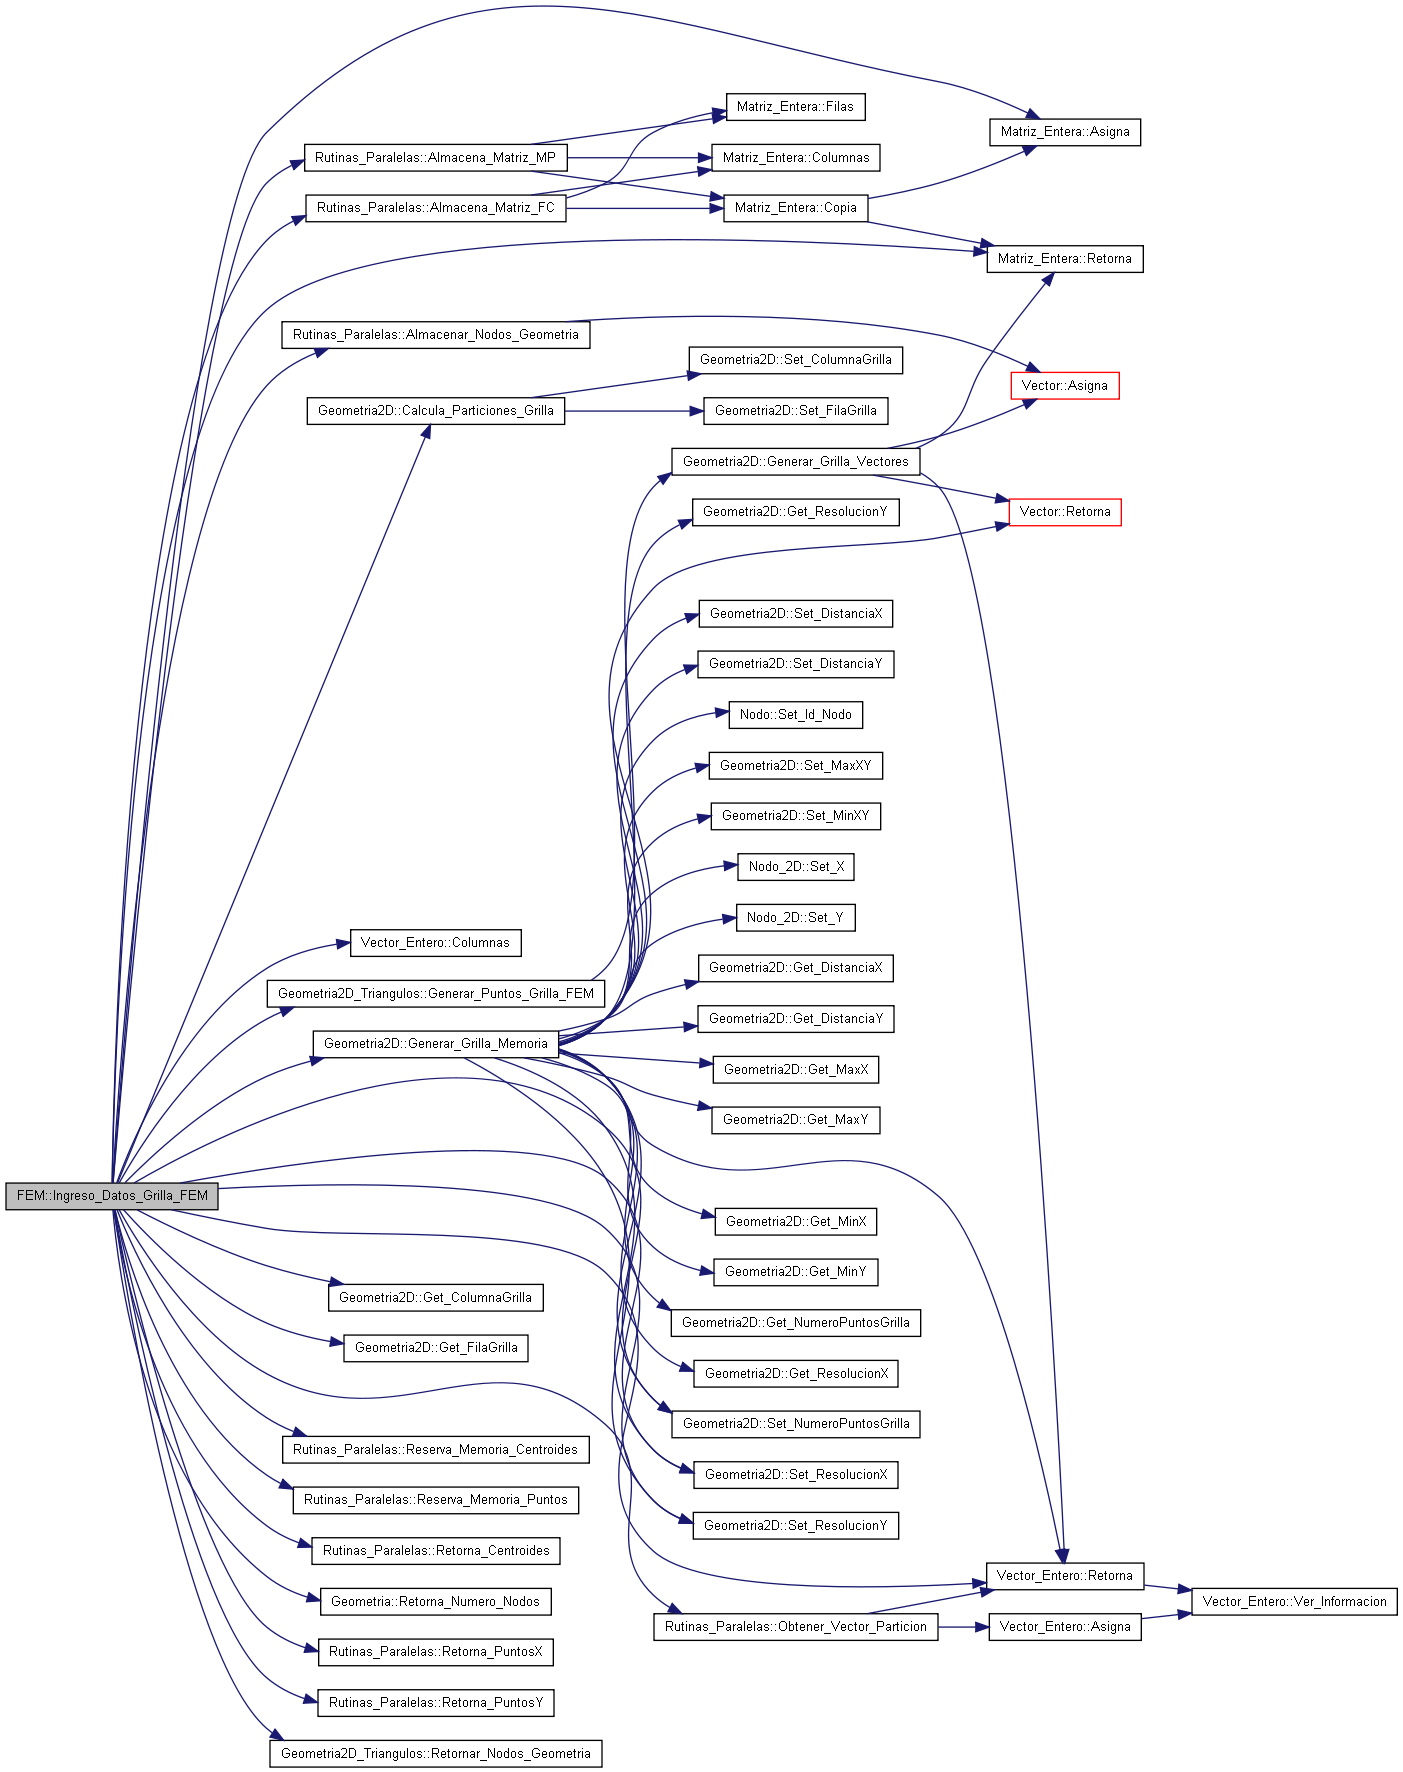 Matriz_Entera::Filas
Matriz_Entera::Asigna
Rutinas_Paralelas::Almacena_Matriz_MP
Matriz_Entera::Columnas
Rutinas_Paralelas::Almacena_Matriz_FC
Matriz_Entera::Copia
Matriz_Entera::Retorna
Rutinas_Paralelas::Almacenar_Nodos_Geometria
Geometria2D::Set_ColumnaGrilla
Vector::Asigna
Geometria2D::Calcula_Particiones_Grilla
Geometria2D::Set_FilaGrilla
Geometria2D::Generar_Grilla_Vectores
Geometria2D::Get_ResolucionY
Vector::Retorna
Geometria2D::Set_DistanciaX
Geometria2D::Set_DistanciaY
Nodo::Set_Id_Nodo
Geometria2D::Set_MaxXY
Geometria2D::Set_MinXY
Nodo_2D::Set_X
Nodo_2D::Set_Y
Vector_Entero::Columnas
Geometria2D::Get_DistanciaX
Geometria2D_Triangulos::Generar_Puntos_Grilla_FEM
Geometria2D::Get_DistanciaY
Geometria2D::Generar_Grilla_Memoria
Geometria2D::Get_MaxX
Geometria2D::Get_MaxY
FEM::Ingreso_Datos_Grilla_FEM
Geometria2D::Get_MinX
Geometria2D::Get_MinY
Geometria2D::Get_ColumnaGrilla
Geometria2D::Get_NumeroPuntosGrilla
Geometria2D::Get_FilaGrilla
Geometria2D::Get_ResolucionX
Geometria2D::Set_NumeroPuntosGrilla
Rutinas_Paralelas::Reserva_Memoria_Centroides
Geometria2D::Set_ResolucionX
Rutinas_Paralelas::Reserva_Memoria_Puntos
Geometria2D::Set_ResolucionY
Rutinas_Paralelas::Retorna_Centroides
Vector_Entero::Retorna
Geometria::Retorna_Numero_Nodos
Vector_Entero::Ver_Informacion
Rutinas_Paralelas::Obtener_Vector_Particion
Vector_Entero::Asigna
Rutinas_Paralelas::Retorna_PuntosX
Rutinas_Paralelas::Retorna_PuntosY
Geometria2D_Triangulos::Retornar_Nodos_Geometria